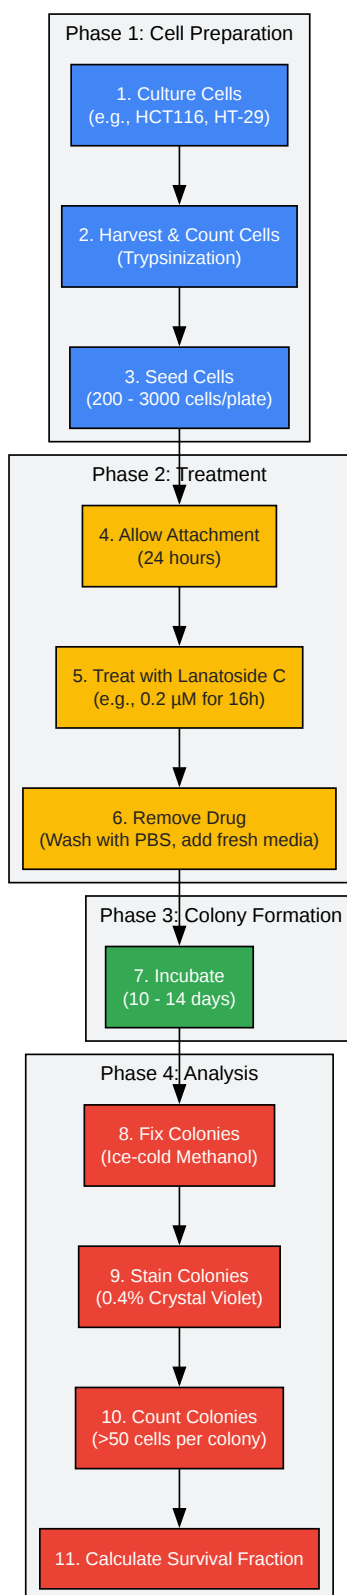 Phase 1: Cell Preparation
1. Culture Cells
(e.g., HCT116, HT-29)
2. Harvest & Count Cells
(Trypsinization)
3. Seed Cells
(200 - 3000 cells/plate)
Phase 2: Treatment
4. Allow Attachment
(24 hours)
5. Treat with Lanatoside C
(e.g., 0.2 µM for 16h)
6. Remove Drug
(Wash with PBS, add fresh media)
Phase 3: Colony Formation
7. Incubate
(10 - 14 days)
Phase 4: Analysis
8. Fix Colonies
(Ice-cold Methanol)
9. Stain Colonies
(0.4% Crystal Violet)
10. Count Colonies
(>50 cells per colony)
11. Calculate Survival Fraction